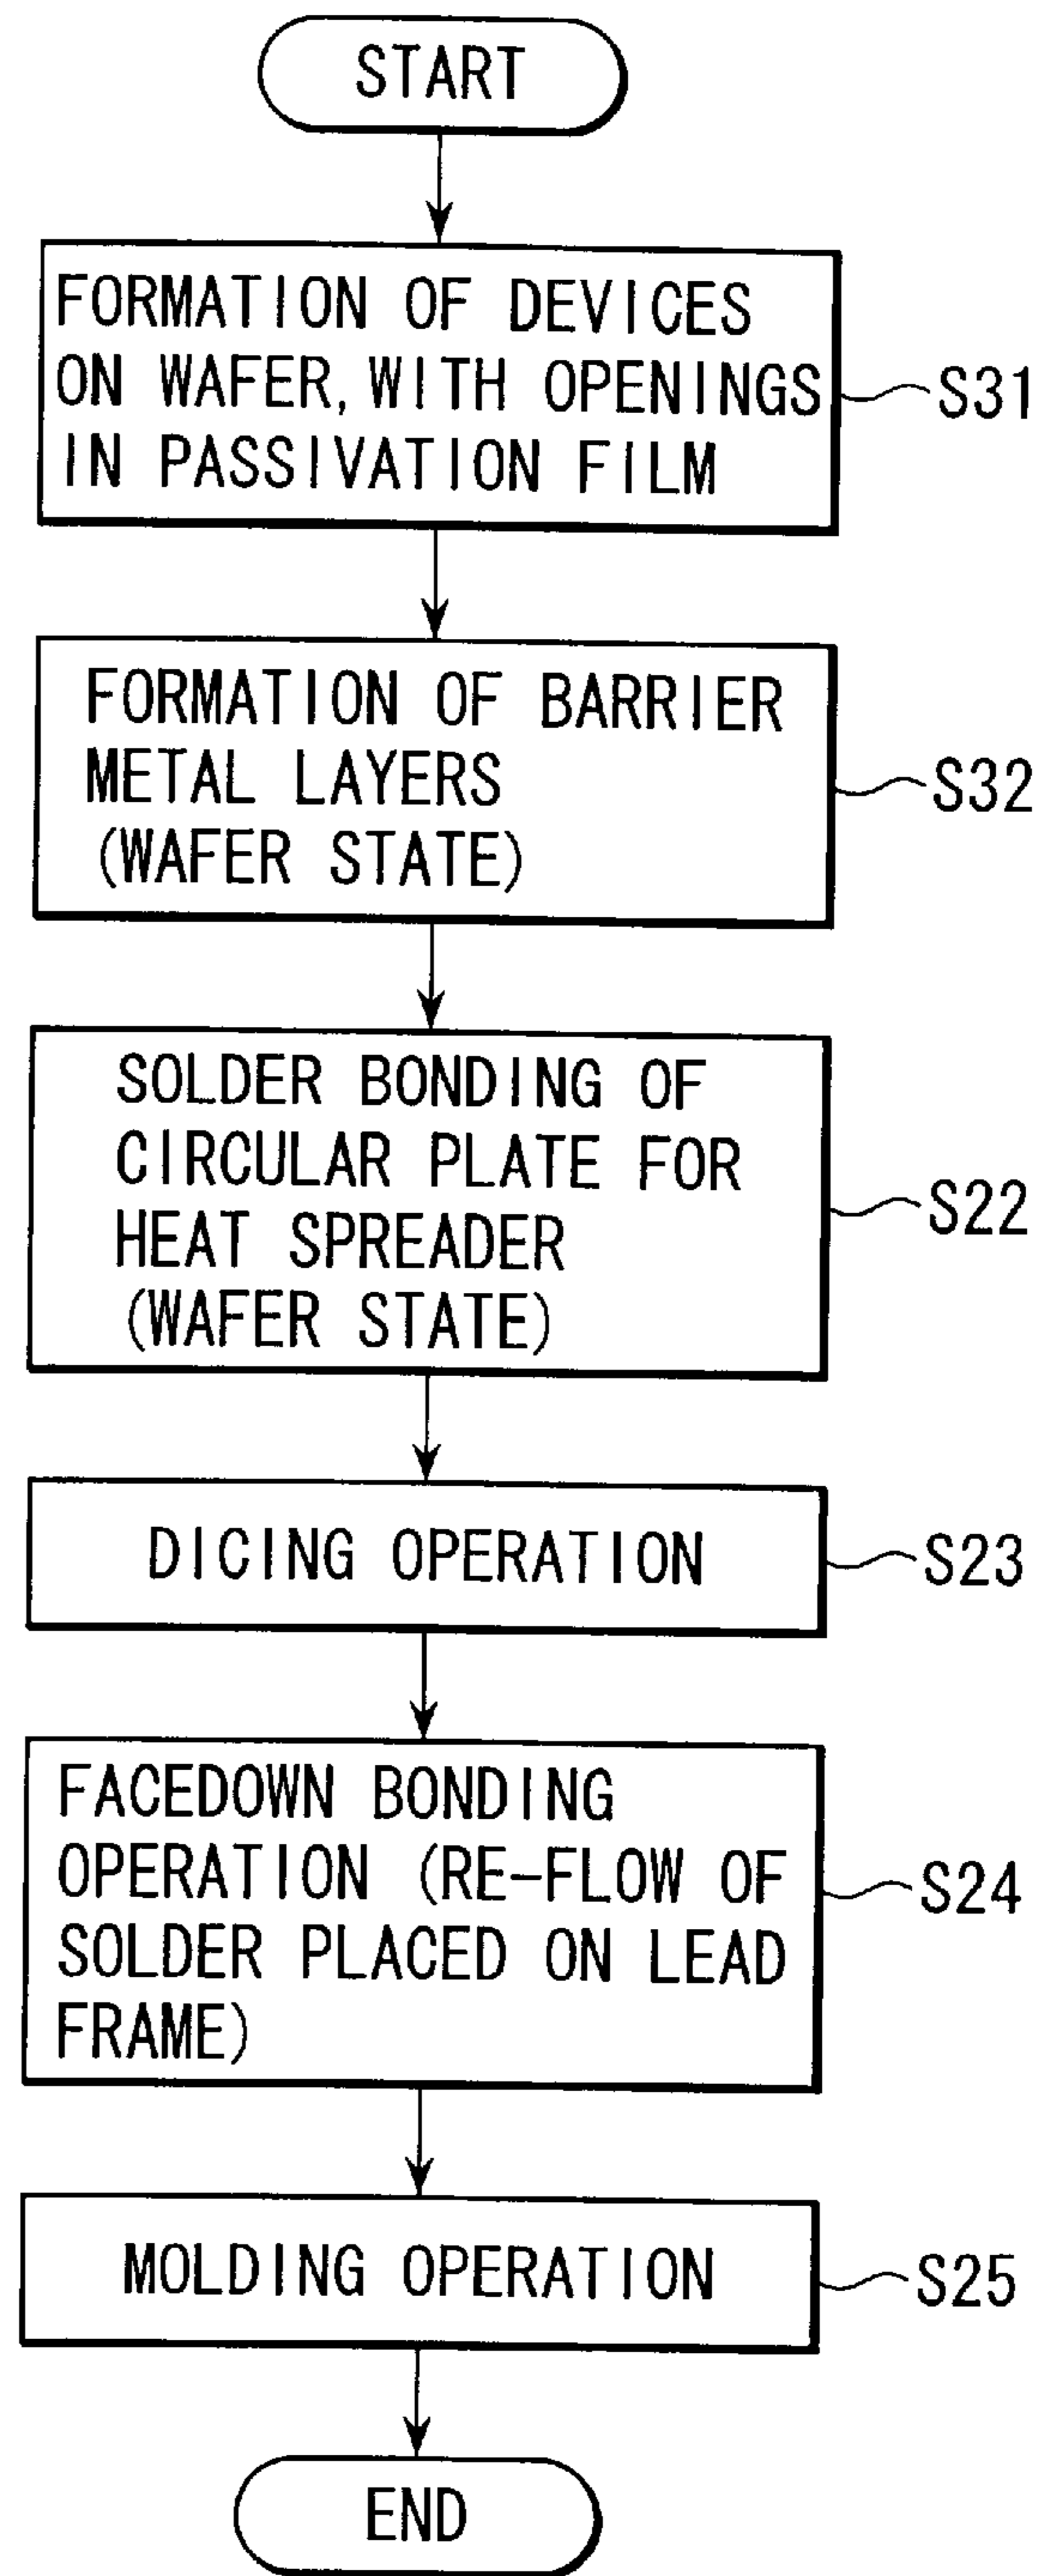 START
FORMATION OF DEVICES
ON WAFER, WITH OPENINGS
IN PASSIVATION FILM
S31
FORMATION OF BARRIER
METAL LAYERS
(WAFER STATE)
S32
SOLDER BONDING OF
CIRCULAR PLATE FOR
HEAT SPREADER
(WAFER STATE)
S22
DICING OPERATION
S23
FACEDOWN BONDING
OPERATION (RE-FLOW OF
SOLDER PLACED ON LEAD
FRAME)
S24
MOLDING OPERATION
S25
END